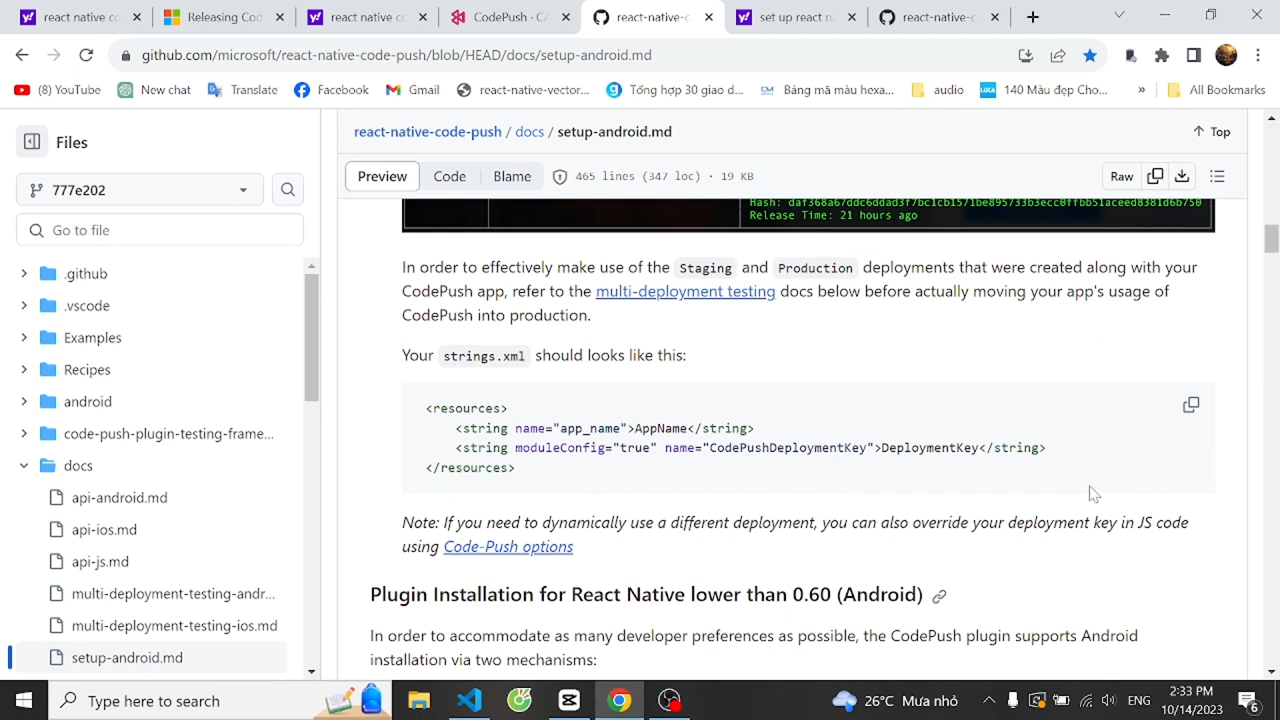 react native co
Releasing Cod
react native co
CodePush - CA
react-native-c
set up react n
react-native-c
github.com/microsoft/react-native-code-push/blob/HEAD/docs/setup-android.md
(8) YouTube
New chat
Translate
Facebook
Gmail
react-native-vector...
Tổng hợp 30 giao d...
Bảng mã màu hexa...
audio
LUCA
140 Màu đẹp Cho...
»
All Bookmarks
Files
777e202
Go to file
.github
.vscode
Examples
Recipes
android
code-push-plugin-testing-frame...
docs
api-android.md
api-ios.md
api-js.md
multi-deployment-testing-andr...
multi-deployment-testing-ios.md
setup-android.md
react-native-code-push / docs / setup-android.md
Top
Preview Code Blame 465 lines (347 loc) · 19 KB
Raw
Release Time: 21 hours ago
In order to effectively make use of the Staging and Production deployments that were created along with your
CodePush app, refer to the multi-deployment testing docs below before actually moving your app's usage of
CodePush into production.
Your strings.xml should looks like this:
<resources>
<string name="app_name">AppName</string>
<string moduleConfig="true" name="CodePushDeploymentKey">DeploymentKey</string>
</resources>
Note: If you need to dynamically use a different deployment, you can also override your deployment key in JS code
using Code-Push options
Plugin Installation for React Native lower than 0.60 (Android)
In order to accommodate as many developer preferences as possible, the CodePush plugin supports Android
installation via two mechanisms:
Type here to search
26°C Mưa nhỏ
ENG
2:33 PM
10/14/2023
6